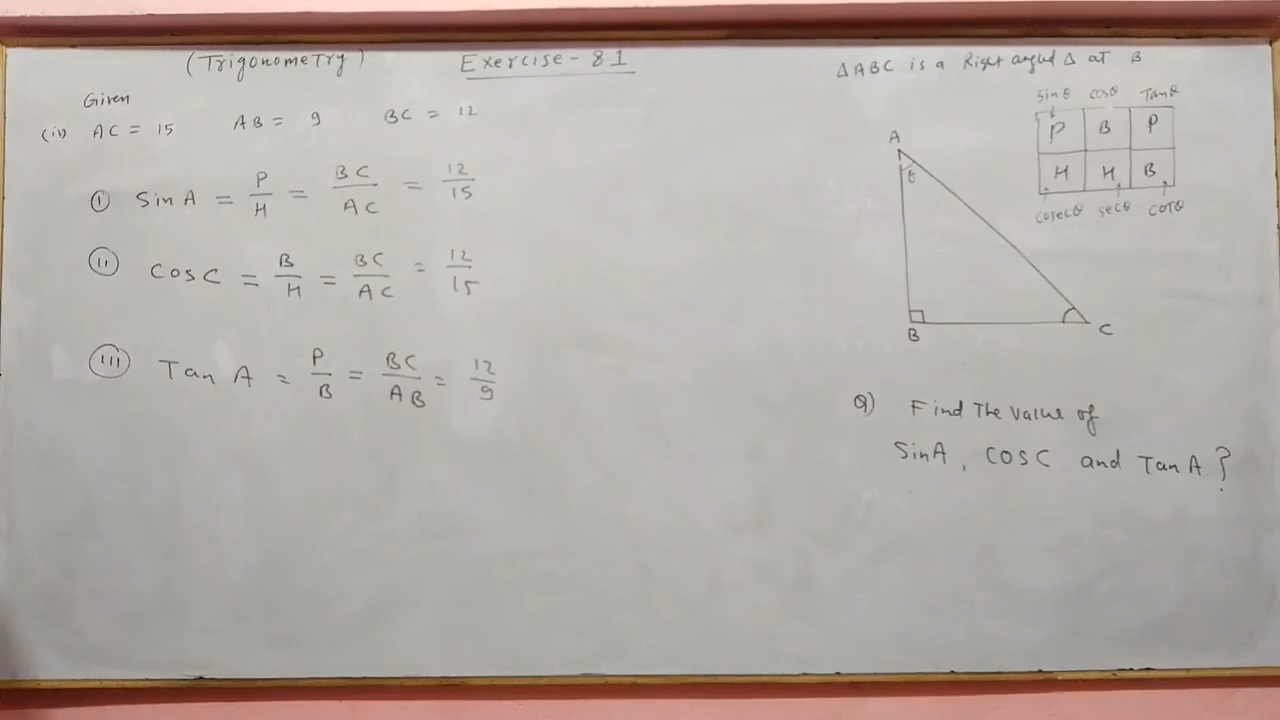 (Trigonometry) Exercise - 8 1
Given
(iv) AC = 15 AB = 9 BC = 12
(i) Sin A = P/H = BC/AC = 12/15
(ii) Cos C = B/H = BC/AC = 12/15
(iii) Tan A = P/B = BC/AB = 12/9
ΔABC is a Right angled Δ at B
Sinθ Cosθ Tanθ
P B P
H H B
Cosecθ Secθ Cotθ
A
θ
B C
Q) Find The Value of
SinA, COSC and TanA?